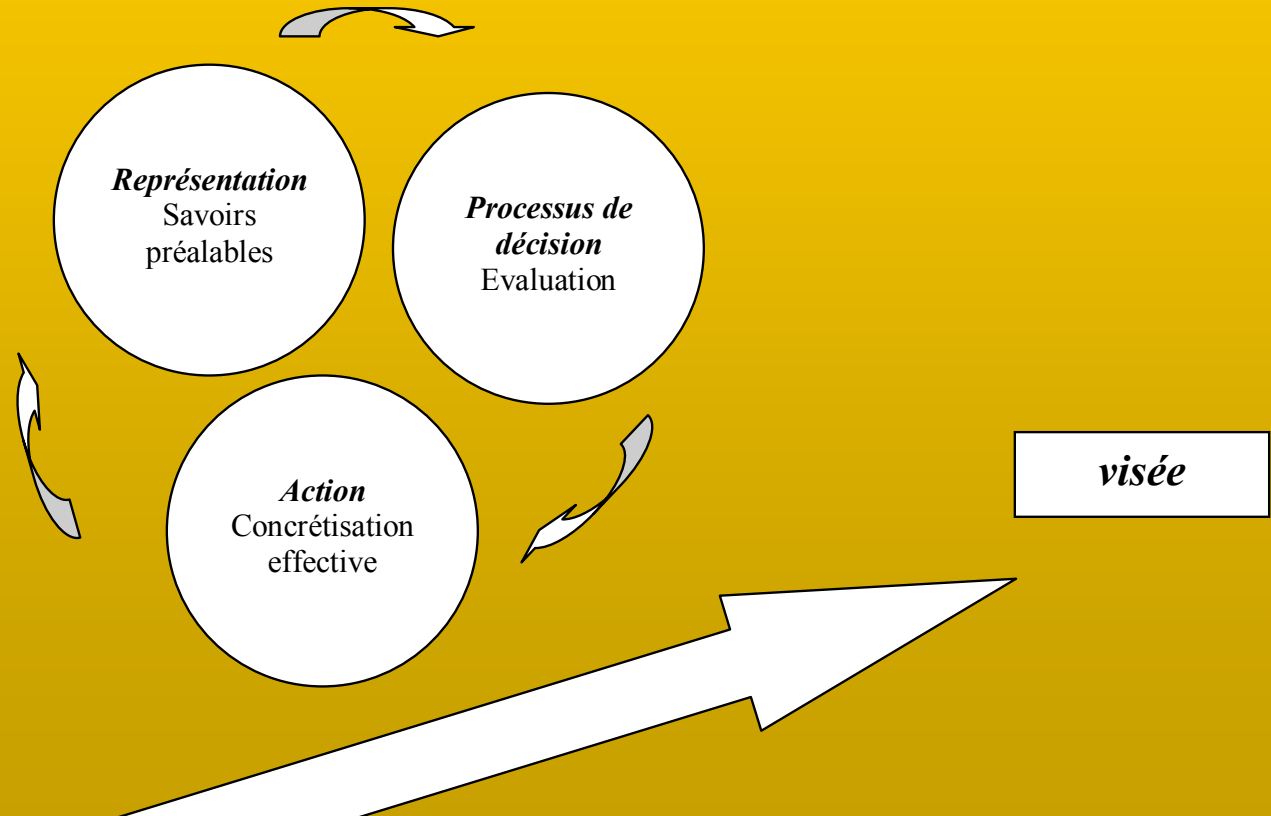 Représentation
Savoirs
préalables
Processus de
décision
Evaluation
Action
Concrétisation
effective
visée